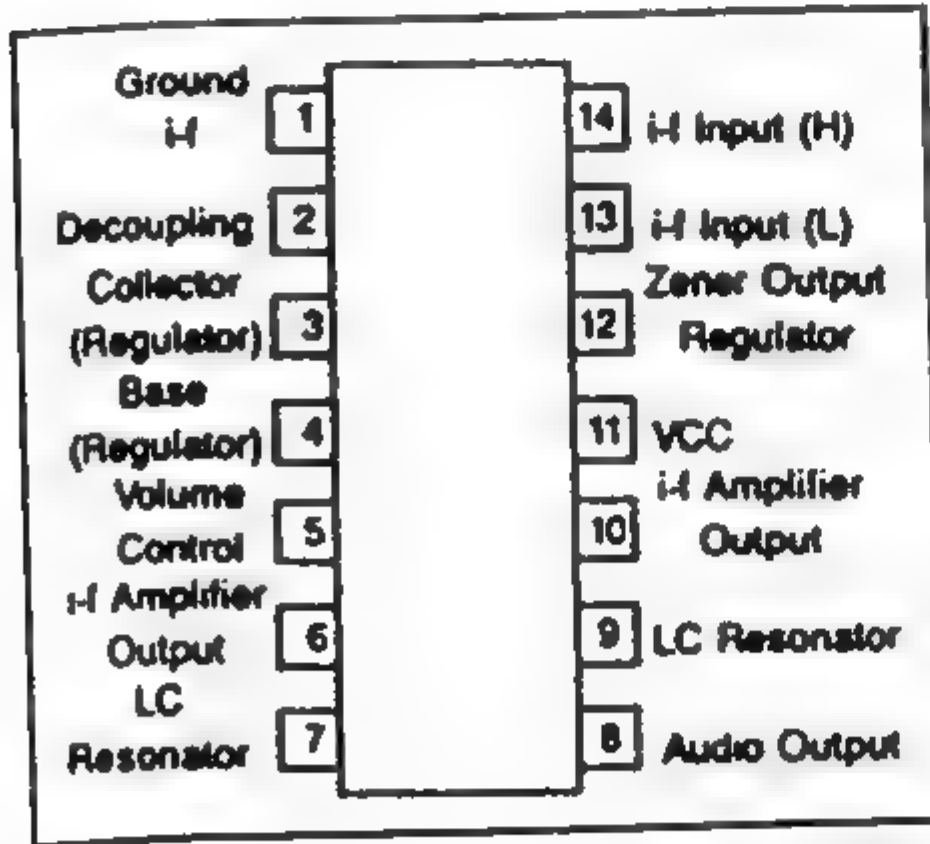 Ground
i-f
1
Decoupling
2
Collector
(Regulator)
3
Base
(Regulator)
4
Volume
Control
5
i-f Amplifier
Output
6
LC
Resonator
7
14
i-f Input (H)
13
i-f Input (L)
Zener Output
12
Regulator
11
VCC
i-f Amplifier
10
Output
9
LC Resonator
8
Audio Output